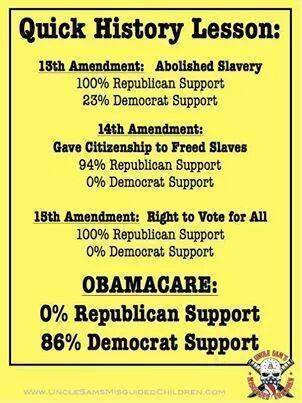 Quick History Lesson:
13th Amendment: Abolished Slavery
100% Republican Support
23% Democrat Support
14th Amendment:
Gave Citizenship to Freed Slaves
94% Republican Support
0% Democrat Support
15th Amendment: Right to Vote for All
100% Republican Support
0% Democrat Support
OBAMACARE:
0% Republican Support
86% Democrat Support
UNCLE SAM'S
MISGUIDED CHILDREN
WWW.UNCLESAMSMISGUIDEDCHILDREN.COM